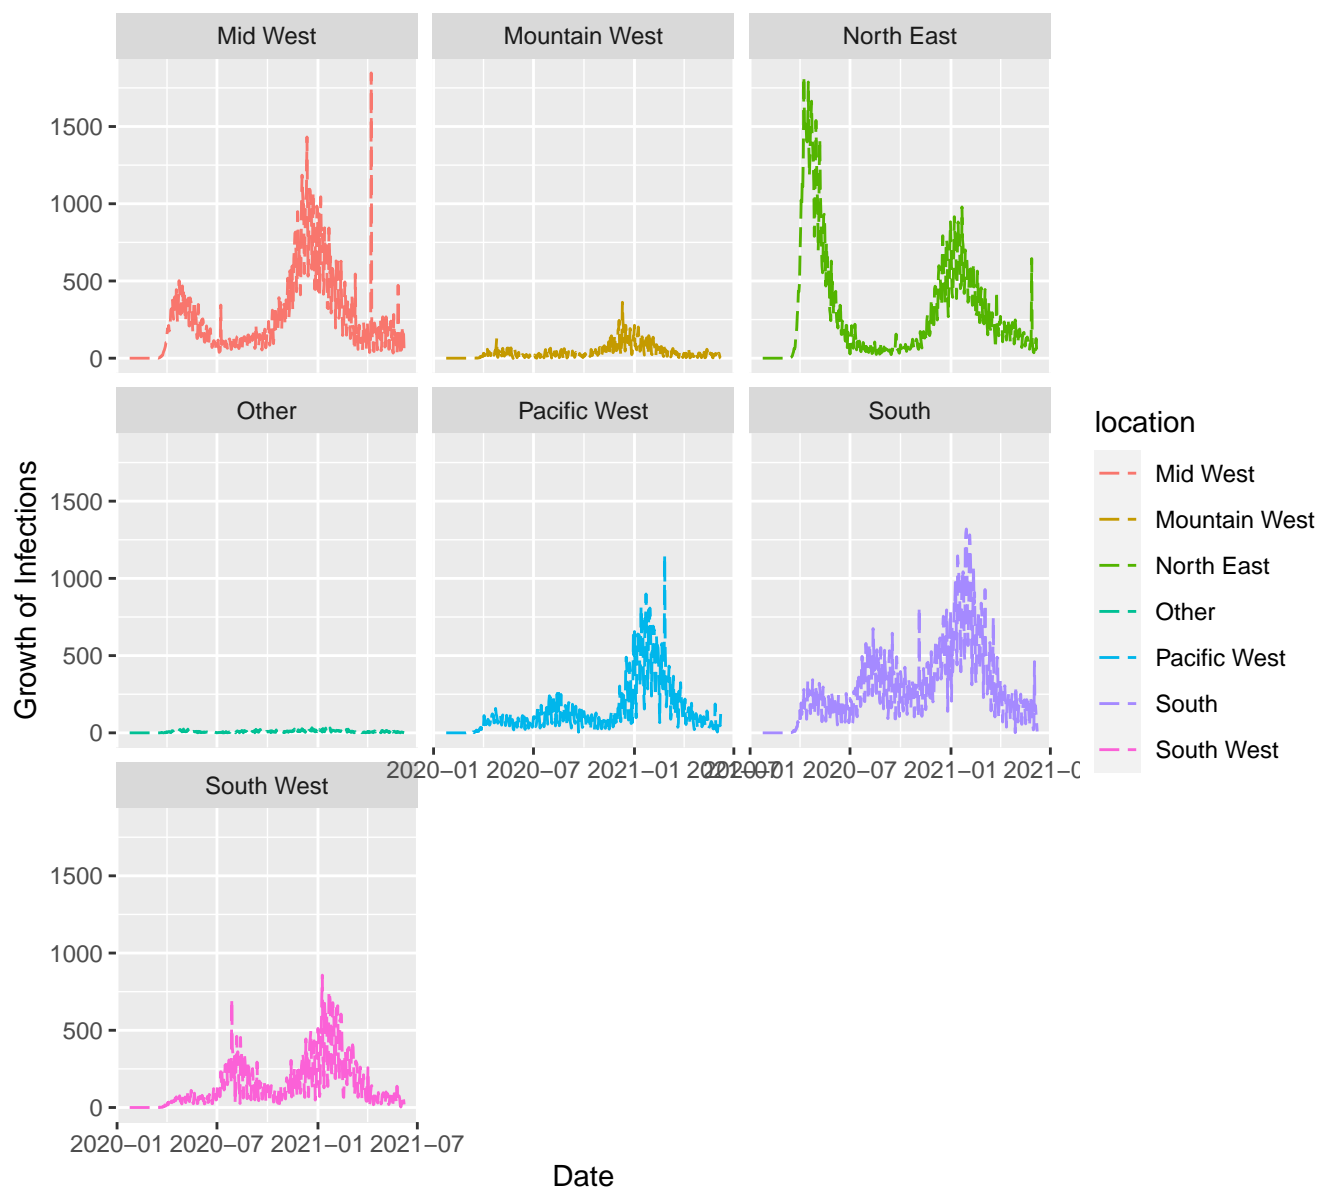 Mid West
Mountain West
North East
1500
1000
500
0
Other
Pacific West
South
1500
1000
500
0
2020−01 2020−07 2021−01
2020−07 2021−01
South West
1500
1000
500
0
2020−01 2020−07 2021−01 2021−07
Date
Growth of Infections
location
Mid West
Mountain West
North East
Other
Pacific West
South
South West